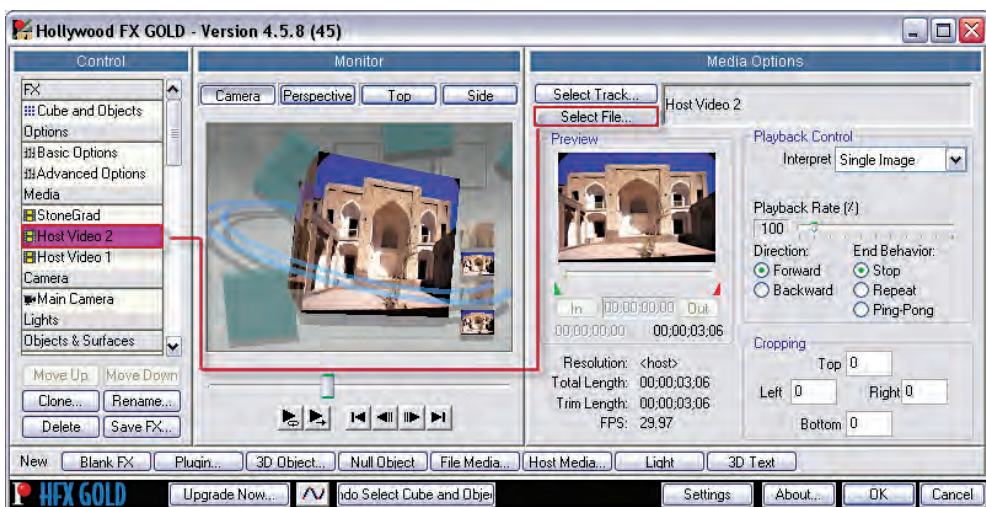 Hollywood FX GOLD - Version 4.5.8 (45)
Control
FX
Cube and Objects
Options
Basic Options
Advanced Options
Media
StoneGrad
Host Video 2
Host Video 1
Camera
Main Camera
Lights
Objects & Surfaces
Move Up
Move Down
Clone...
Rename...
Delete
Save FX...
Monitor
Camera
Perspective
Top
Side
Media Options
Select Track...
Select File...
Host Video 2
Preview
In
00;00;00;00
Out
00;00;00;00
00;00;03;06
Resolution: <host>
Total Length: 00;00;03;06
Trim Length: 00;00;03;06
FPS: 29.97
Playback Control
Interpret Single Image
Playback Rate (%)
100
Direction:
Forward
Backward
End Behavior:
Stop
Repeat
Ping-Pong
Cropping
Top 0
Left 0
Right 0
Bottom 0
New
Blank FX
Plugin...
3D Object...
Null Object
File Media...
Host Media...
Light
3D Text
HFX GOLD
Upgrade Now...
ndo Select Cube and Objec
Settings
About...
OK
Cancel